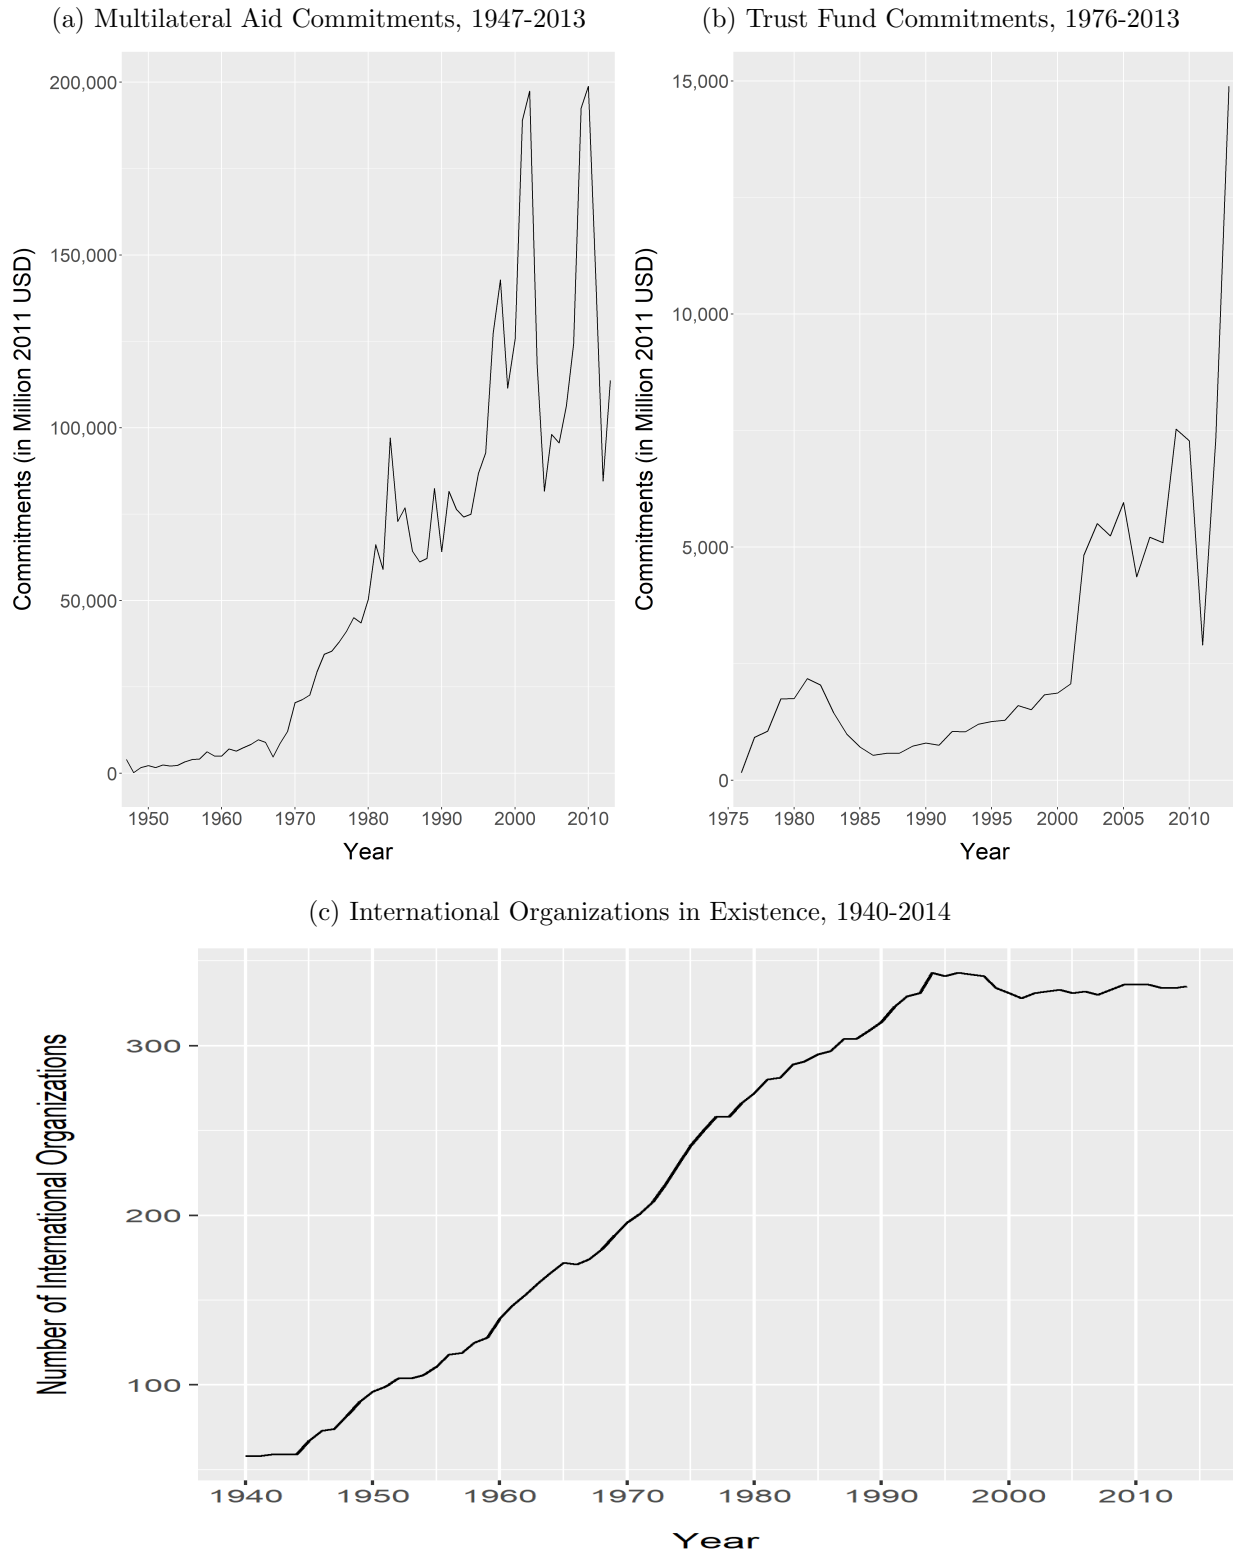 (a) Multilateral Aid Commitments, 1947-2013
200,000
150,000
100,000
50,000
0
Commitments (in Million 2011 USD)
1950 1960 1970 1980 1990 2000 2010
Year
(b) Trust Fund Commitments, 1976-2013
15,000
10,000
5,000
0
Commitments (in Million 2011 USD)
1975 1980 1985 1990 1995 2000 2005 2010
Year
(c) International Organizations in Existence, 1940-2014
300
200
100
Number of International Organizations
1940 1950 1960 1970 1980 1990 2000 2010
Year